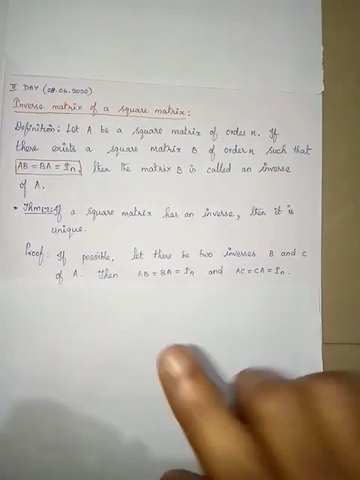 II DAY (28.04.2020)
Inverse matrix of a square matrix:
Definition: Let A be a square matrix of order n. If
there exists a square matrix B of order n such that
AB = BA = In, then the matrix B is called an inverse
of A.
• Thm 1.7: If a square matrix has an inverse, then it is
unique.
Proof: If possible, let there be two inverses B and C
of A. Then AB = BA = In and AC = CA = In.